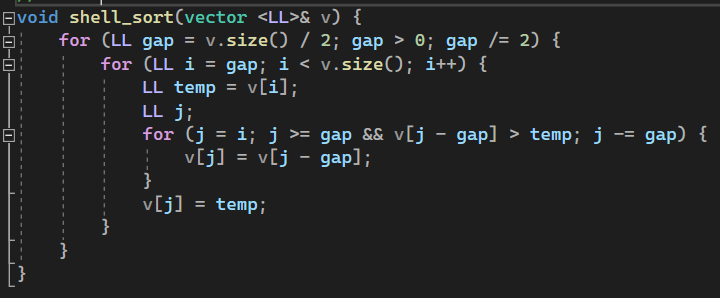 void shell_sort(vector <LL>& v) {
    for (LL gap = v.size() / 2; gap > 0; gap /= 2) {
        for (LL i = gap; i < v.size(); i++) {
            LL temp = v[i];
            LL j;
            for (j = i; j >= gap && v[j - gap] > temp; j -= gap) {
                v[j] = v[j - gap];
            }
            v[j] = temp;
        }
    }
}